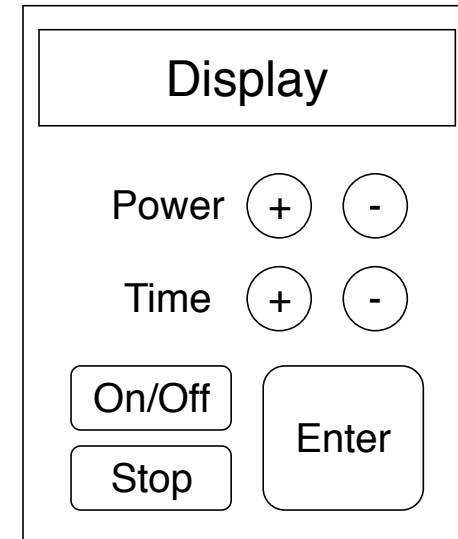 Display
Power + -
Time + -
On/Off
Enter
Stop